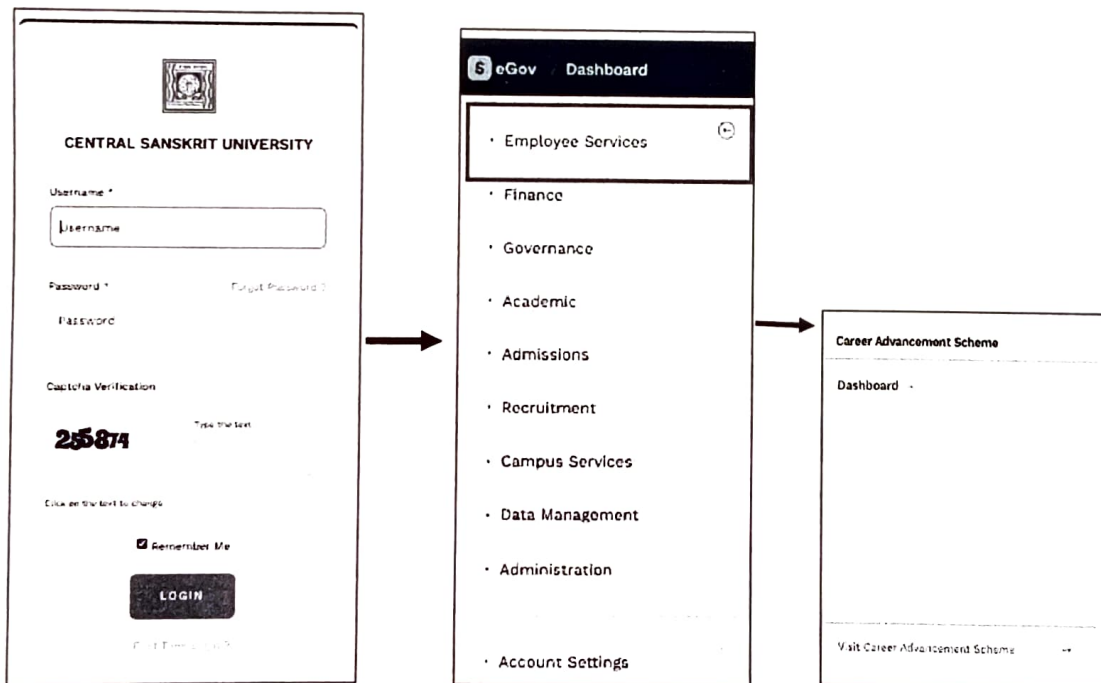 CENTRAL SANSKRIT UNIVERSITY
Username *
Username
Password * Forgot Password ?
Password
Captcha Verification
255874 Type the text
Click on the text to change
Remember Me
LOGIN
eGov / Dashboard
• Employee Services
• Finance
• Governance
• Academic
• Admissions
• Recruitment
• Campus Services
• Data Management
• Administration
• Account Settings
Career Advancement Scheme
Dashboard -
Visit Career Advancement Scheme